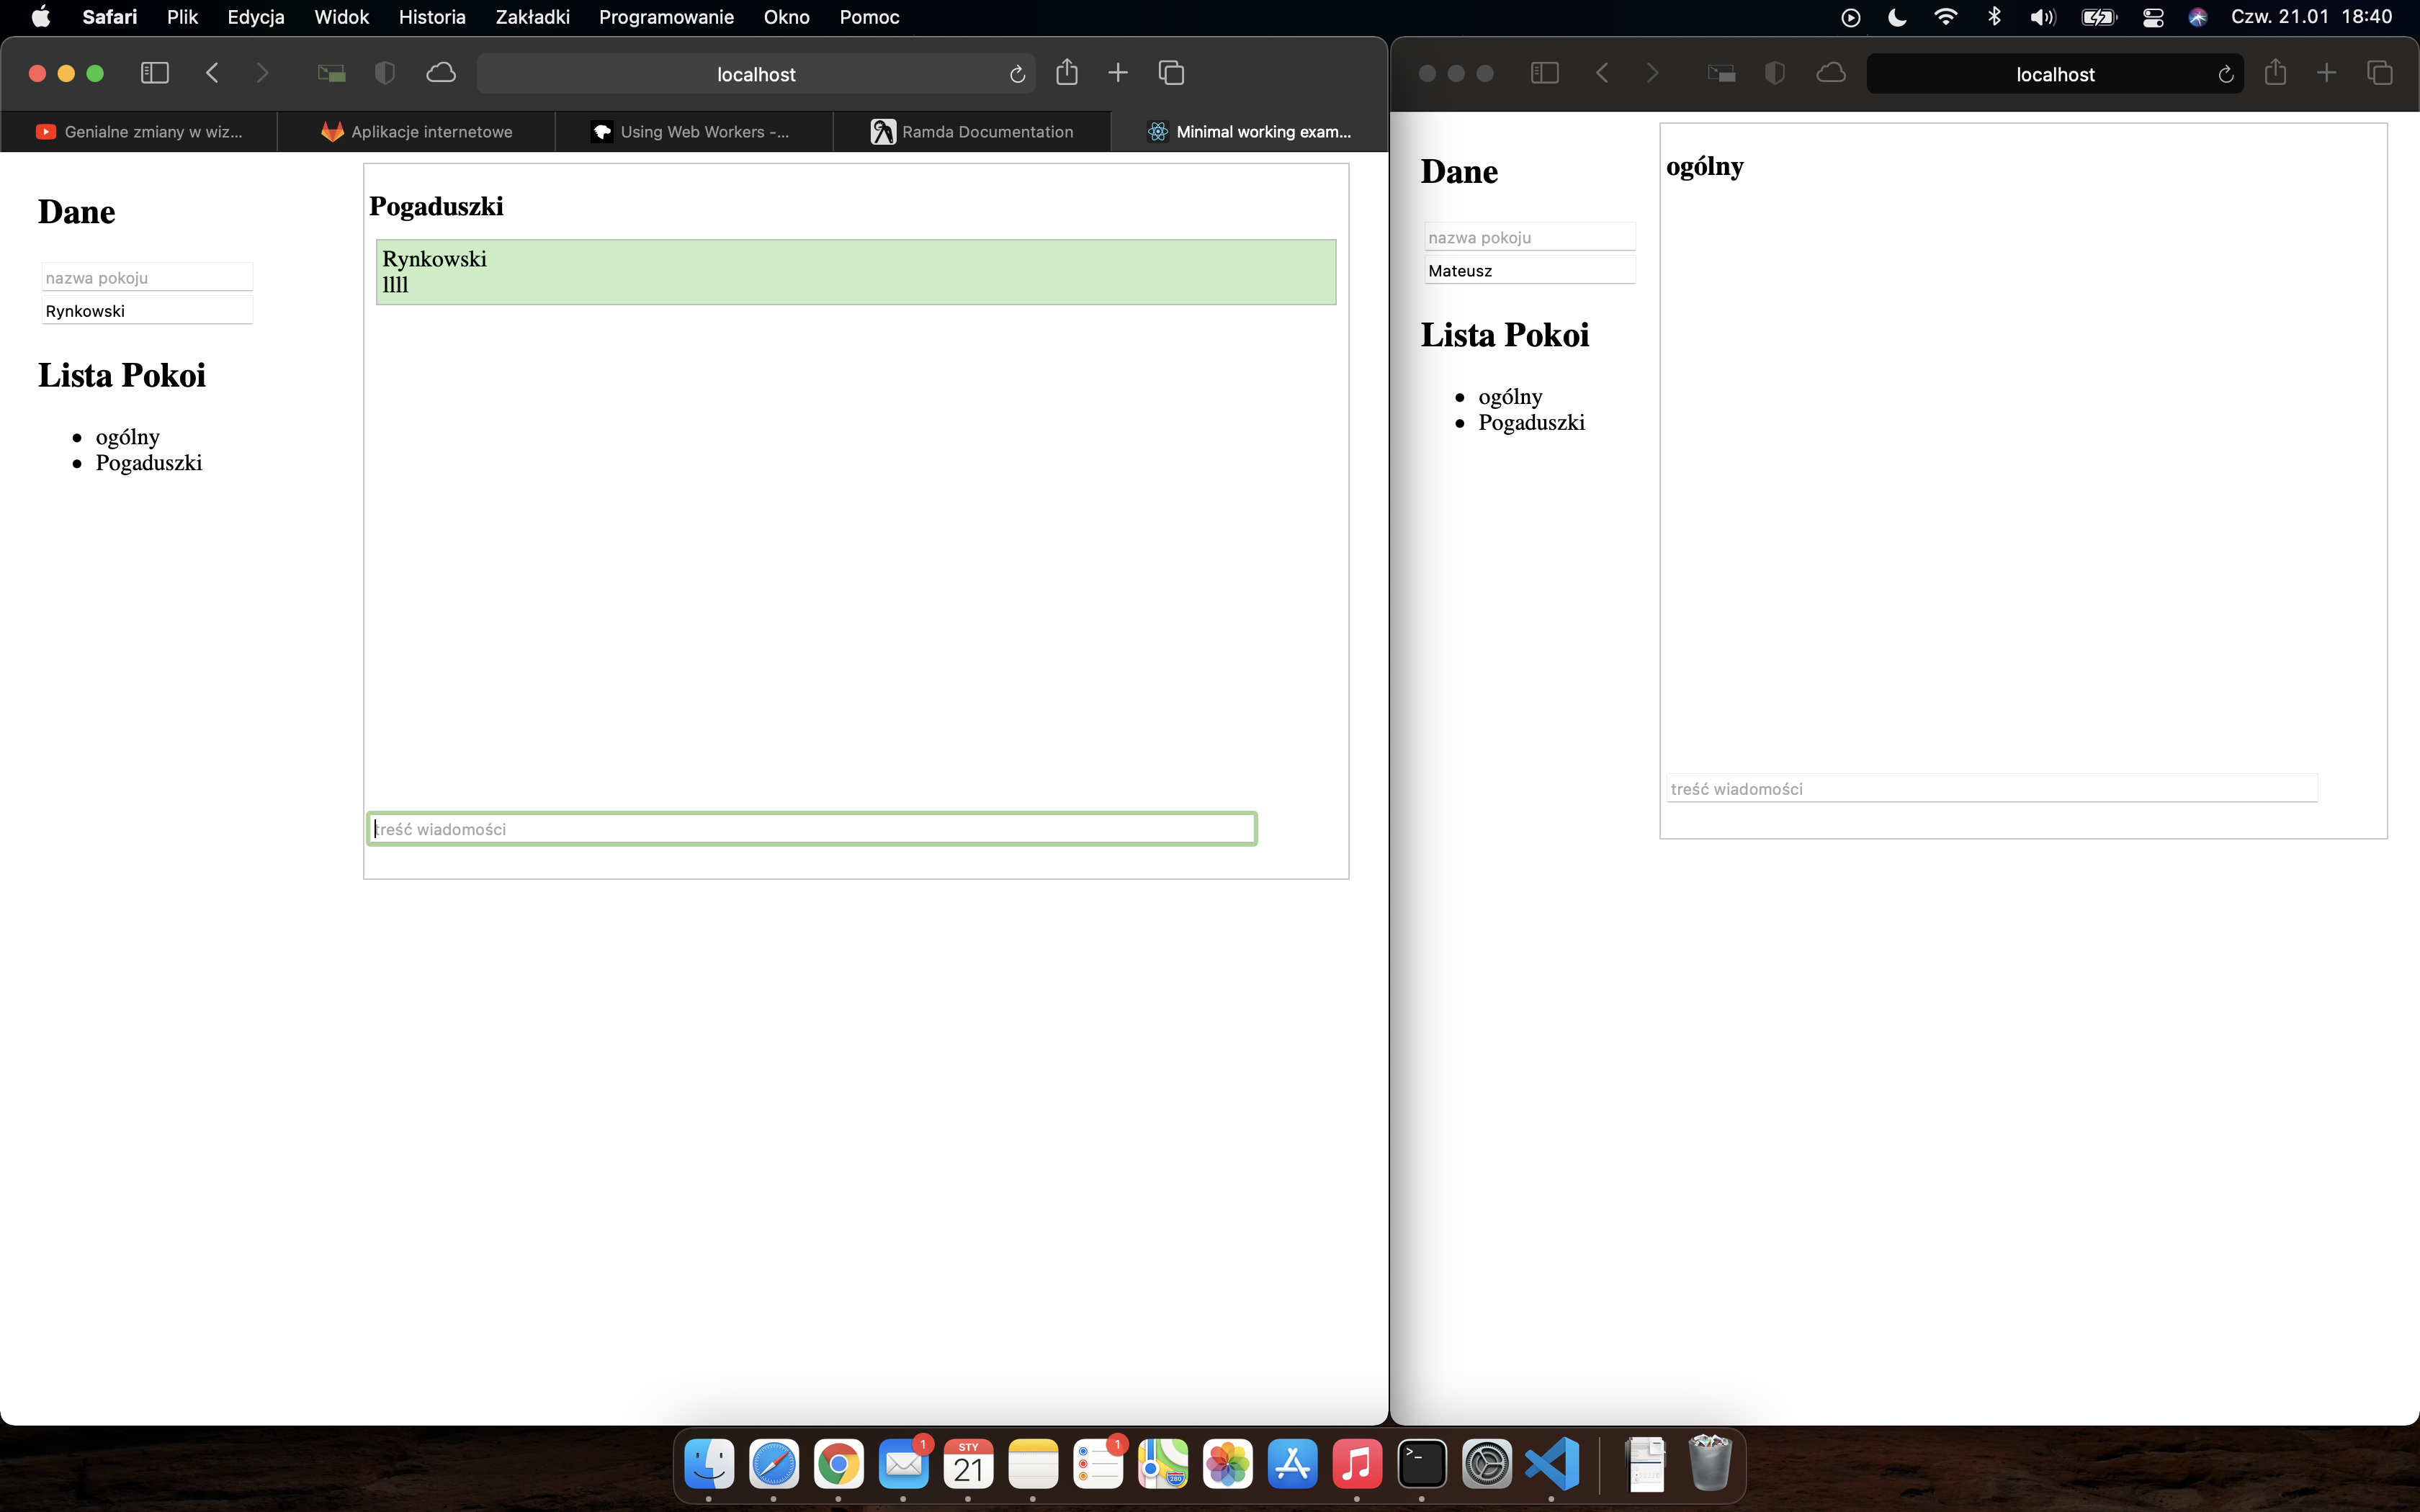 Safari Plik Edycja Widok Historia Zakładki Programowanie Okno Pomoc Czw. 21.01 18:40
localhost
Genialne zmiany w wiz... Aplikacje internetowe Using Web Workers -... Ramda Documentation Minimal working exam...
Dane
nazwa pokoju
Rynkowski
Lista Pokoi
ogólny
Pogaduszki
Pogaduszki
Rynkowski
llll
treść wiadomości
localhost
Dane
nazwa pokoju
Mateusz
Lista Pokoi
ogólny
Pogaduszki
ogólny
treść wiadomości
1
STY
21
1
280
>_